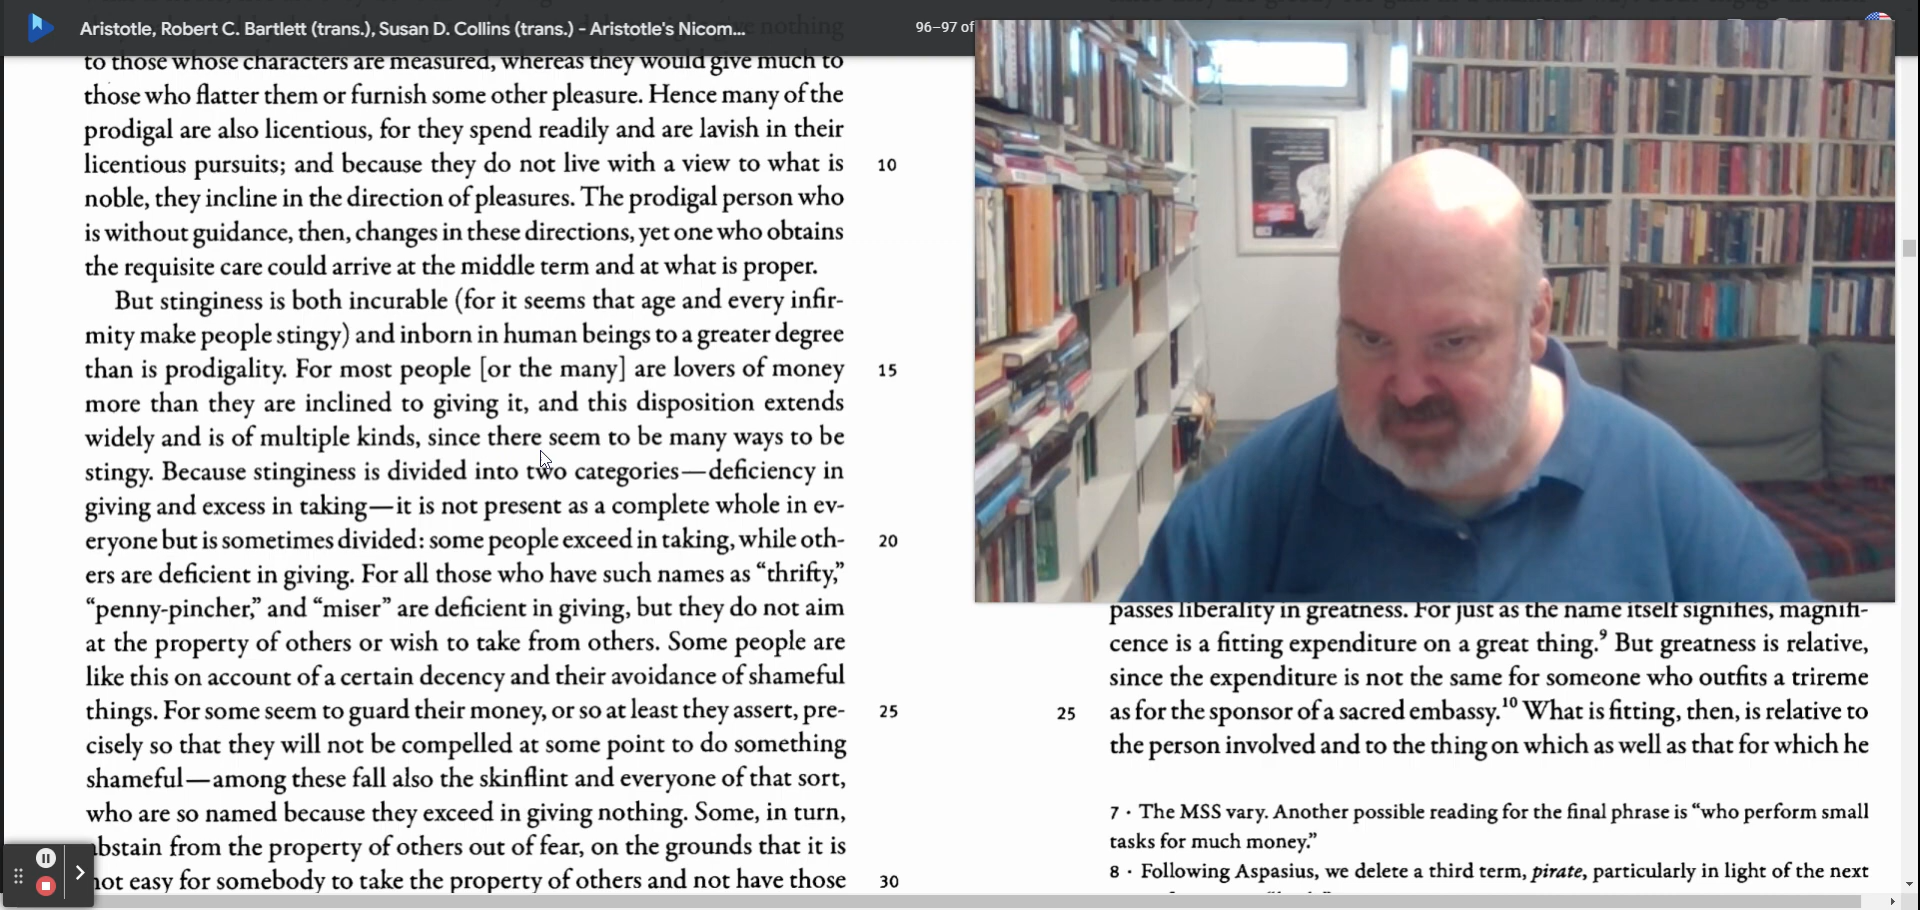 Aristotle, Robert C. Bartlett (trans.), Susan D. Collins (trans.) - Aristotle's Nicom...
96–97 of
to those whose characters are measured, whereas they would give much to
those who flatter them or furnish some other pleasure. Hence many of the
prodigal are also licentious, for they spend readily and are lavish in their
licentious pursuits; and because they do not live with a view to what is 10
noble, they incline in the direction of pleasures. The prodigal person who
is without guidance, then, changes in these directions, yet one who obtains
the requisite care could arrive at the middle term and at what is proper.
But stinginess is both incurable (for it seems that age and every infir-
mity make people stingy) and inborn in human beings to a greater degree
than is prodigality. For most people [or the many] are lovers of money 15
more than they are inclined to giving it, and this disposition extends
widely and is of multiple kinds, since there seem to be many ways to be
stingy. Because stinginess is divided into two categories—deficiency in
giving and excess in taking—it is not present as a complete whole in ev-
eryone but is sometimes divided: some people exceed in taking, while oth- 20
ers are deficient in giving. For all those who have such names as “thrifty,”
“penny-pincher,” and “miser” are deficient in giving, but they do not aim
at the property of others or wish to take from others. Some people are
like this on account of a certain decency and their avoidance of shameful
things. For some seem to guard their money, or so at least they assert, pre- 25
cisely so that they will not be compelled at some point to do something
shameful—among these fall also the skinflint and everyone of that sort,
who are so named because they exceed in giving nothing. Some, in turn,
abstain from the property of others out of fear, on the grounds that it is
not easy for somebody to take the property of others and not have those 30
passes liberality in greatness. For just as the name itself signifies, magnifi-
cence is a fitting expenditure on a great thing.9 But greatness is relative,
since the expenditure is not the same for someone who outfits a trireme
25 as for the sponsor of a sacred embassy.10 What is fitting, then, is relative to
the person involved and to the thing on which as well as that for which he
7 · The MSS vary. Another possible reading for the final phrase is “who perform small
tasks for much money.”
8 · Following Aspasius, we delete a third term, pirate, particularly in light of the next